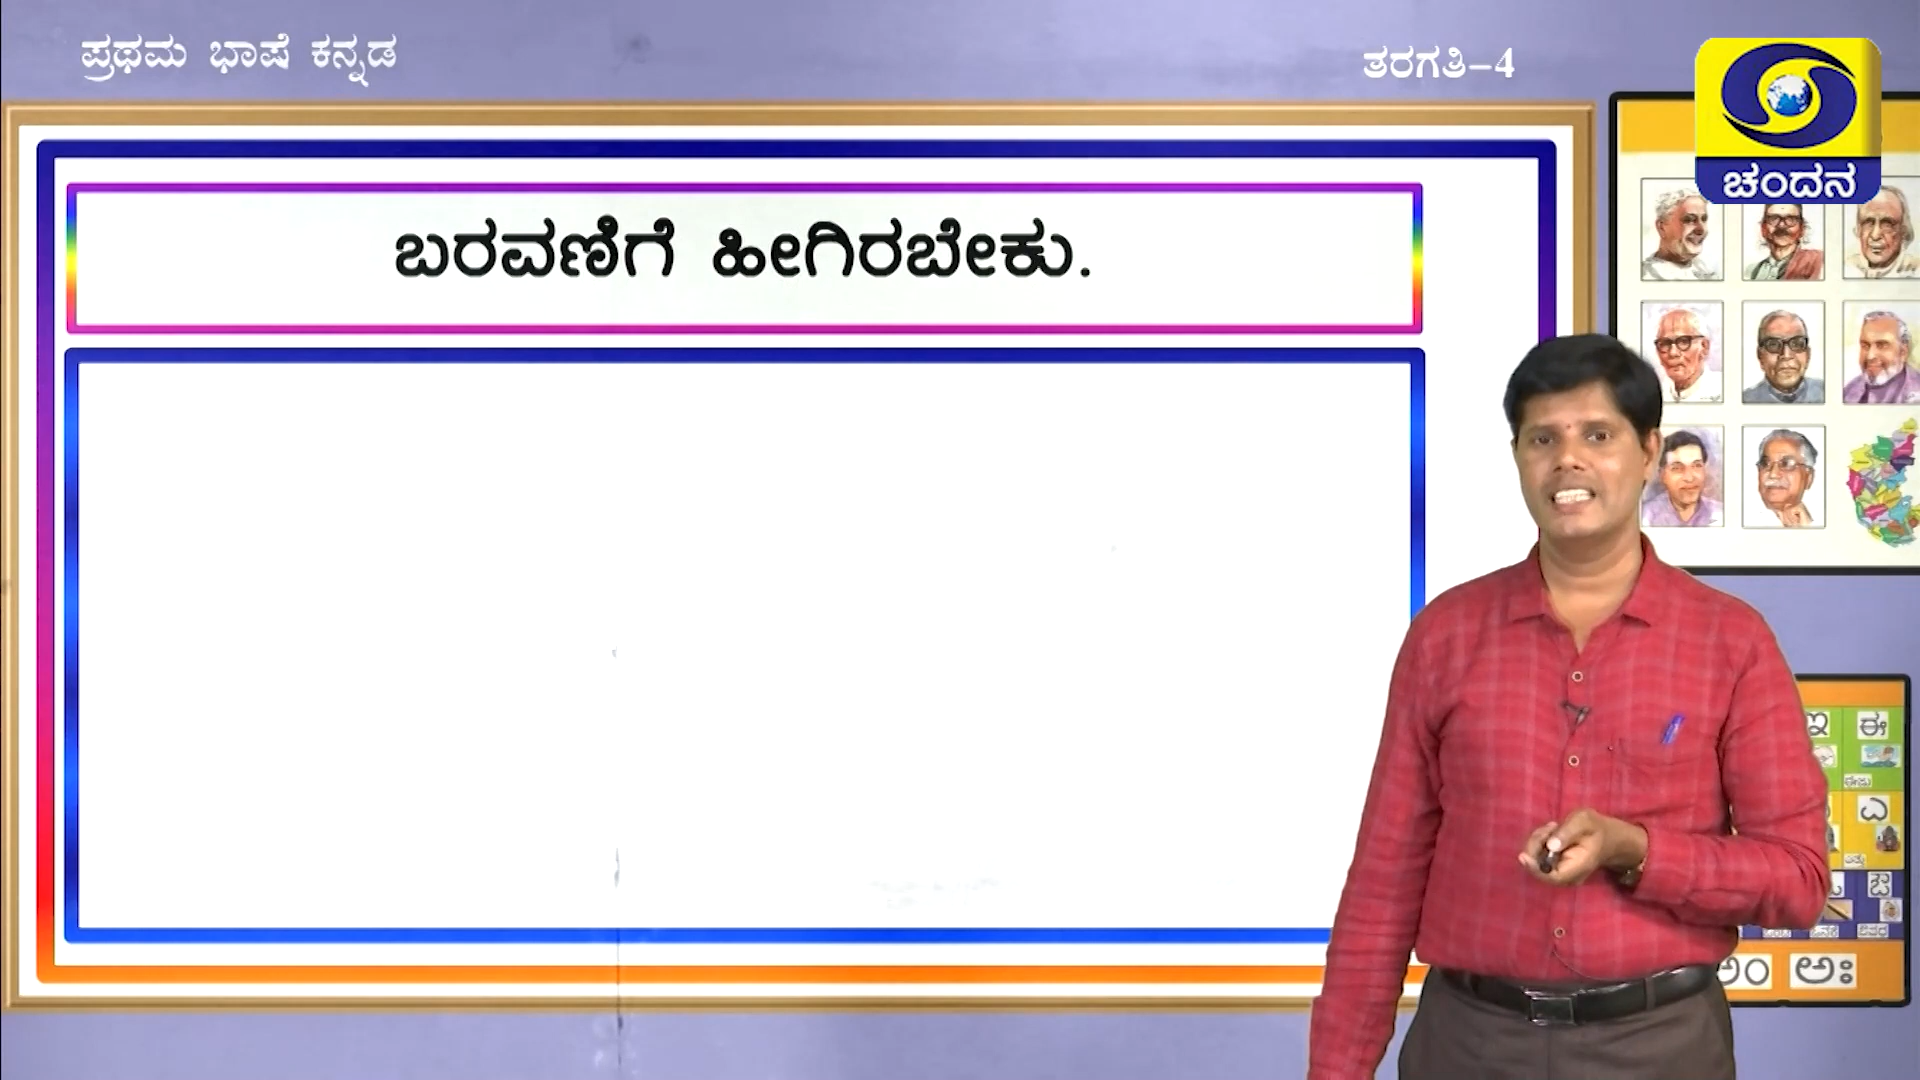 ಪ್ರಥಮ ಭಾಷೆ ಕನ್ನಡ
ತರಗತಿ-4
ಚಂದನ
ಬರವಣಿಗೆ ಹೀಗಿರಬೇಕು.
ಈ
ಎ
ಔ
ಅಂ ಅಃ